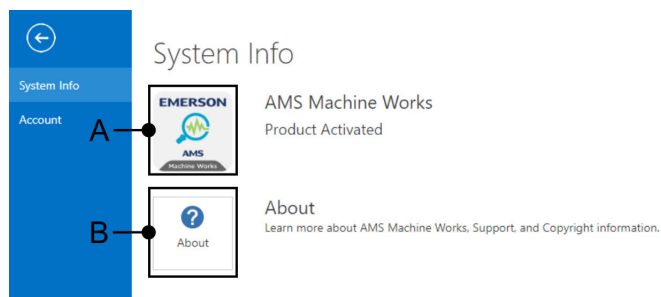 System Info
System Info
Account
A
EMERSON
AMS
Machine Works
AMS Machine Works
Product Activated
B
?
About
About
Learn more about AMS Machine Works, Support, and Copyright information.